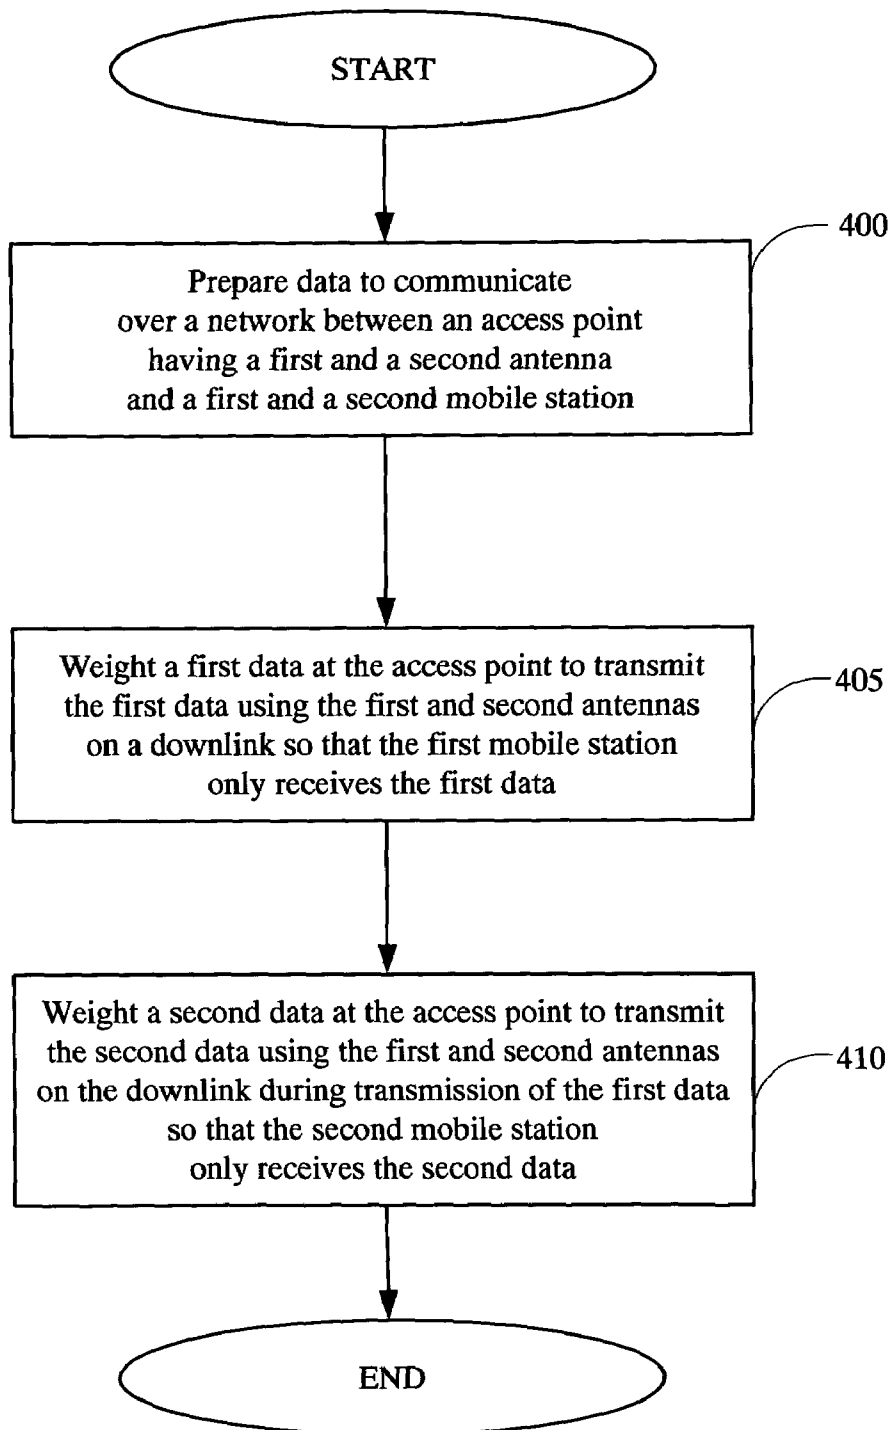 START
400
Prepare data to communicate
over a network between an access point
having a first and a second antenna
and a first and a second mobile station
405
Weight a first data at the access point to transmit
the first data using the first and second antennas
on a downlink so that the first mobile station
only receives the first data
410
Weight a second data at the access point to transmit
the second data using the first and second antennas
on the downlink during transmission of the first data
so that the second mobile station
only receives the second data
END